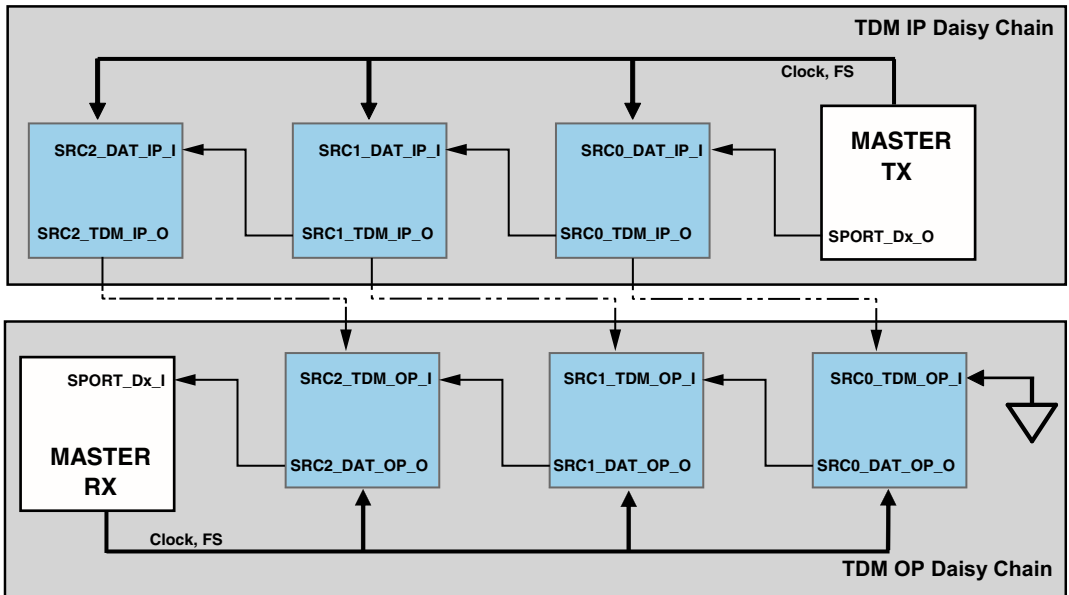 TDM IP Daisy Chain
Clock, FS
SRC2_DAT_IP_I
SRC1_DAT_IP_I
SRC0_DAT_IP_I
MASTER
TX
SRC2_TDM_IP_O
SRC1_TDM_IP_O
SRC0_TDM_IP_O
SPORT_Dx_O
SPORT_Dx_I
SRC2_TDM_OP_I
SRC1_TDM_OP_I
SRC0_TDM_OP_I
MASTER
RX
SRC2_DAT_OP_O
SRC1_DAT_OP_O
SRC0_DAT_OP_O
Clock, FS
TDM OP Daisy Chain